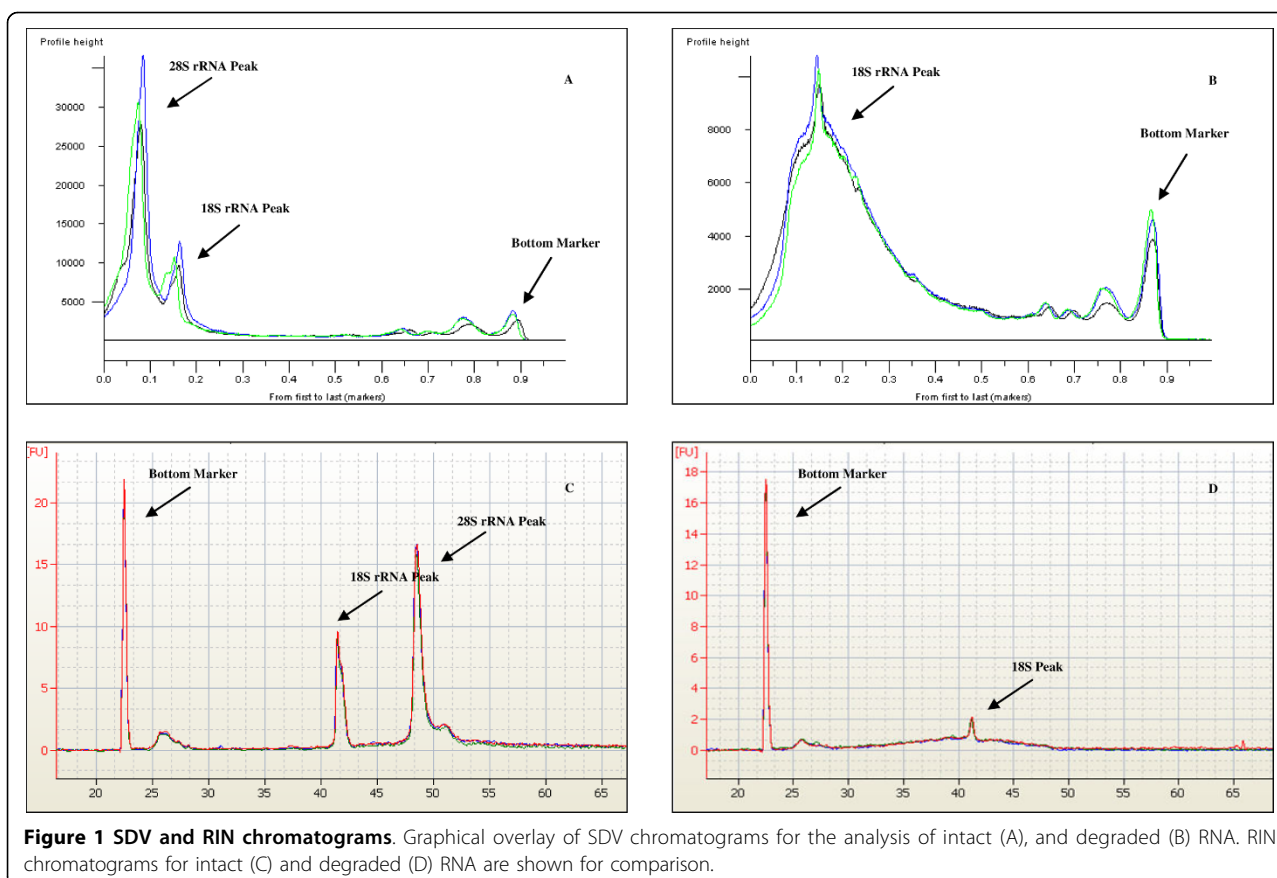 Profile height
28S rRNA Peak
A
30000
25000
20000
15000
10000
5000
18S rRNA Peak
Bottom Marker
0.0 0.1 0.2 0.3 0.4 0.5 0.6 0.7 0.8 0.9
From first to last (markers)
Profile height
18S rRNA Peak
B
8000
6000
4000
2000
Bottom Marker
0.0 0.1 0.2 0.3 0.4 0.5 0.6 0.7 0.8 0.9
From first to last (markers)
[FU]
Bottom Marker
C
20
15
10
5
0
28S rRNA Peak
18S rRNA Peak
20 25 30 35 40 45 50 55 60 65
[FU]
18
16
14
12
10
8
6
4
2
0
Bottom Marker
D
18S Peak
20 25 30 35 40 45 50 55 60 65
Figure 1 SDV and RIN chromatograms. Graphical overlay of SDV chromatograms for the analysis of intact (A), and degraded (B) RNA. RIN
chromatograms for intact (C) and degraded (D) RNA are shown for comparison.